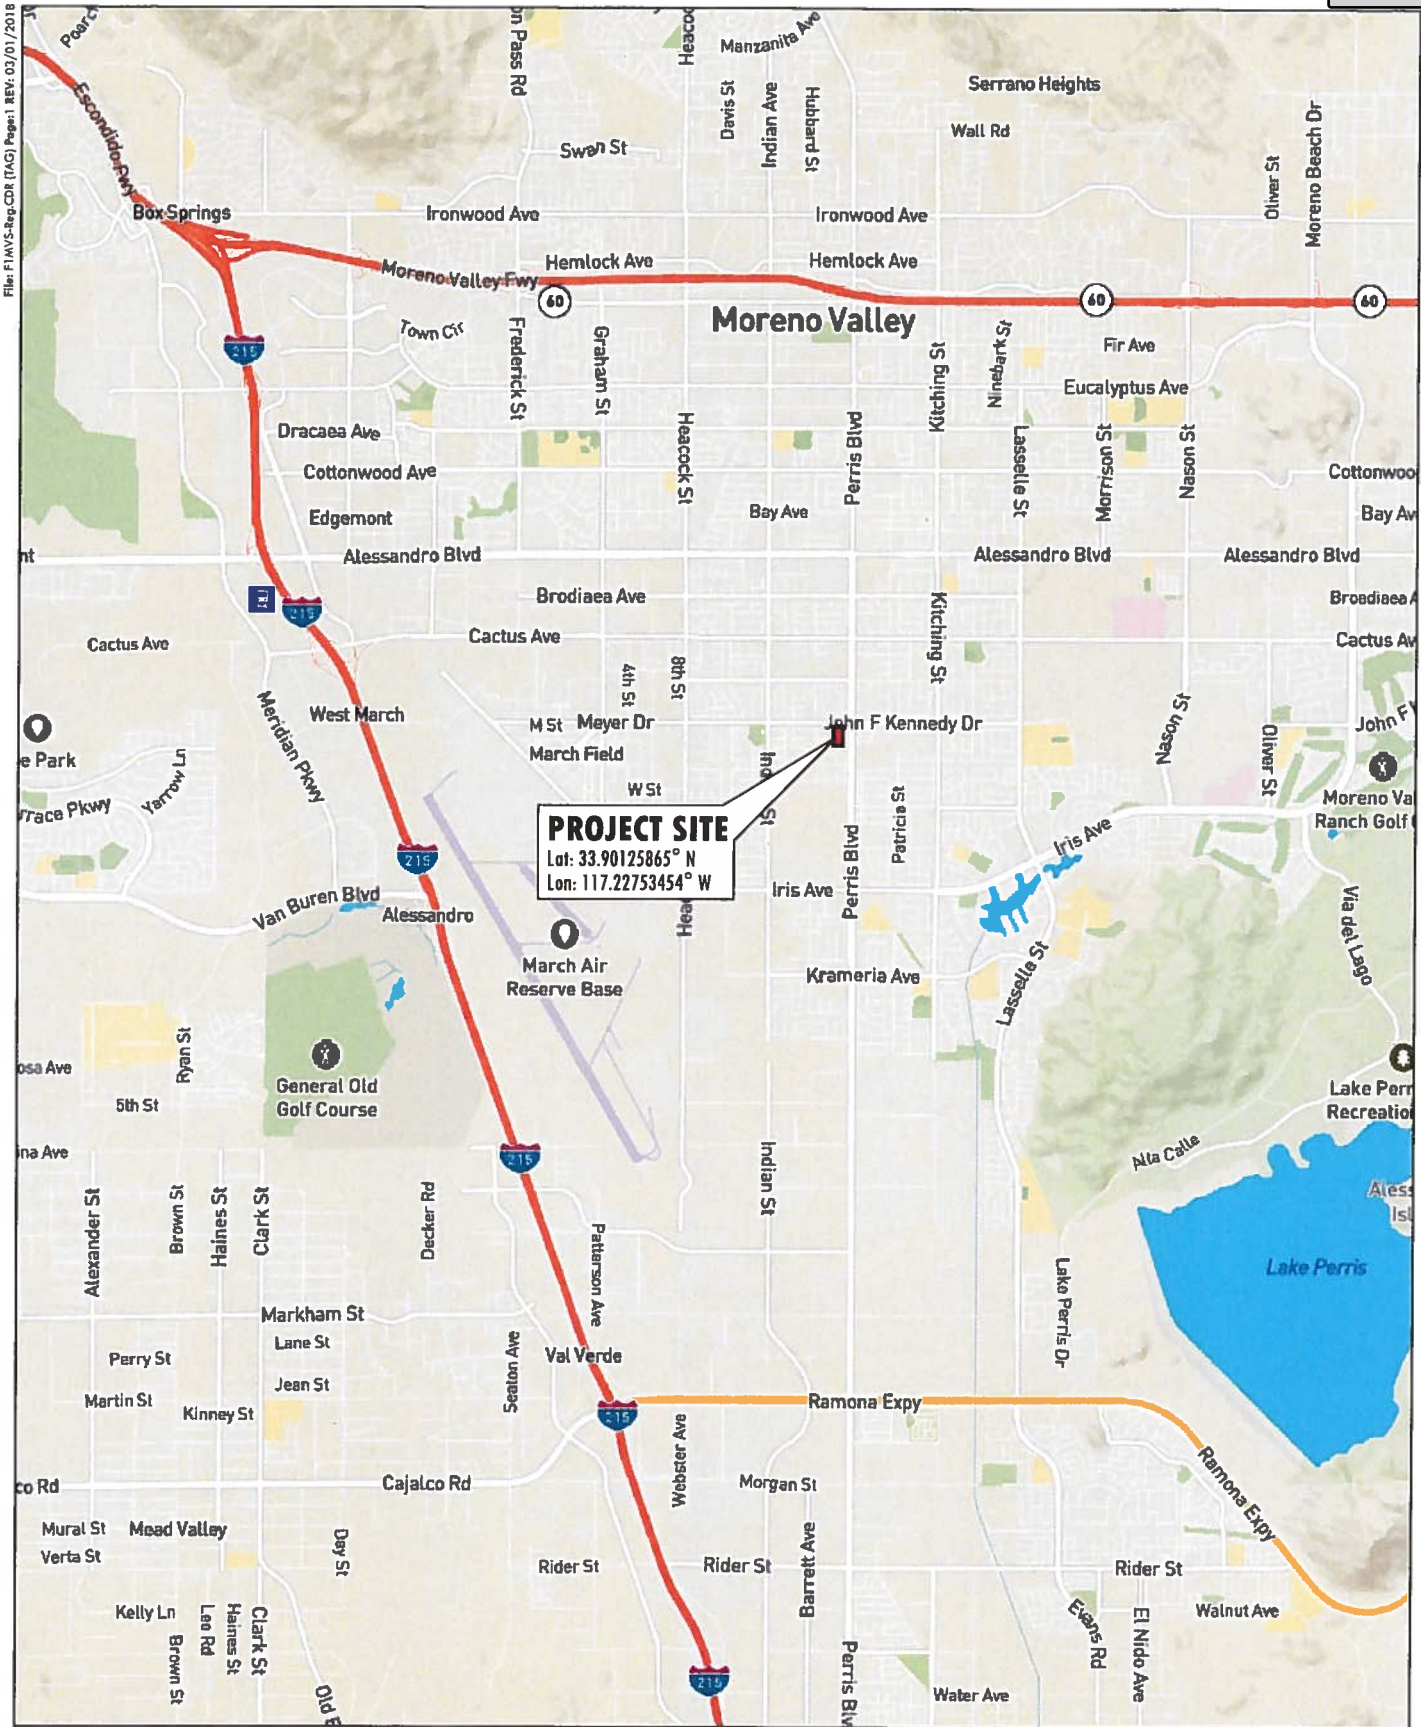 File: F1MVS-Reg.CDR (TAG) Page:1 REV: 03/01/2018
Escondido Fwy
on Pass Rd
Heacoc
Manzanita Ave
Davis St
Indian Ave
Hubbard St
Serrano Heights
Wall Rd
Oliver St
Moreno Beach Dr
Swan St
Box Springs
Ironwood Ave
Ironwood Ave
Moreno Valley Fwy
Hemlock Ave
Hemlock Ave
60
60
60
Moreno Valley
215
Town Cir
Frederick St
Graham St
Kitching St
Ninebark St
Fir Ave
Eucalyptus Ave
Dracaea Ave
Heacock St
Perris Blvd
Lasselle St
Morrison St
Nason St
Cottonwood Ave
Cottonwoo
Edgemont
Bay Ave
Bay Av
nt
Alessandro Blvd
Alessandro Blvd
Alessandro Blvd
215
Brodiaea Ave
Kitching St
Broadiaea A
Cactus Ave
Cactus Ave
Cactus Av
4th St
8th St
Meridian Pkwy
West March
M St
Meyer Dr
John F Kennedy Dr
Nason St
Oliver St
John F
March Field
e Park
Yarrow Ln
W St
Ind
St
rrace Pkwy
Patricia St
Moreno Va
Ranch Golf
PROJECT SITE
Lat: 33.90125865° N
Lon: 117.22753454° W
Iris Ave
215
Perris Blvd
Iris Ave
Van Buren Blvd
Alessandro
Hea
Via del Lago
March Air
Reserve Base
Krameria Ave
Lasselle St
Ryan St
osa Ave
General Old
Golf Course
5th St
Lake Perr
Recreatio
na Ave
215
Indian St
Alta Calle
Alexander St
Brown St
Haines St
Clark St
Decker Rd
Patterson Ave
Aless
Isl
Lake Perris
Lake Perris Dr
Markham St
Lane St
Perry St
Seaton Ave
Val Verde
Jean St
Martin St
Kinney St
215
Ramona Expy
Webster Ave
Ramona Expy
co Rd
Cajalco Rd
Morgan St
Mural St
Mead Valley
Verta St
Day St
Rider St
Rider St
Barrett Ave
Rider St
Kelly Ln
Leo Rd
Haines St
Clark St
Brown St
Evans Rd
El Nido Ave
Walnut Ave
Perris Blv
Water Ave
215
Old E